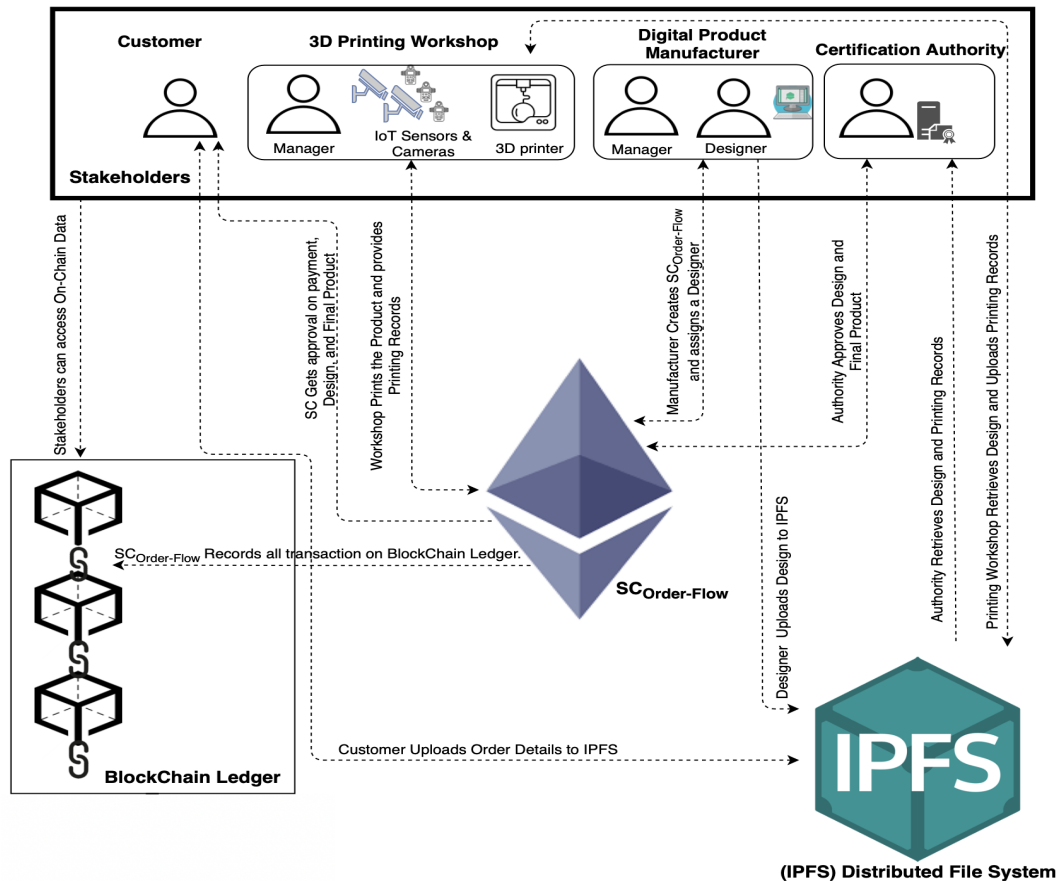 Customer
3D Printing Workshop
Digital Product
Manufacturer
Certification Authority
Manager
IoT Sensors &
Cameras
3D printer
Manager
Designer
Stakeholders
Stakeholders can access On-Chain Data
SC Gets approval on payment,
Design, and Final Product
Workshop Prints the Product and provides
Printing Records
Manufacturer Creates SCOrder-Flow
and assigns a Designer
Authority Approves Design and
Final Product
Authority Retrieves Design and Printing Records
Printing Workshop Retrieves Design and Uploads Printing Records
Designer Uploads Design to IPFS
SCOrder-Flow Records all transaction on BlockChain Ledger.
SCOrder-Flow
Customer Uploads Order Details to IPFS
BlockChain Ledger
IPFS
(IPFS) Distributed File System